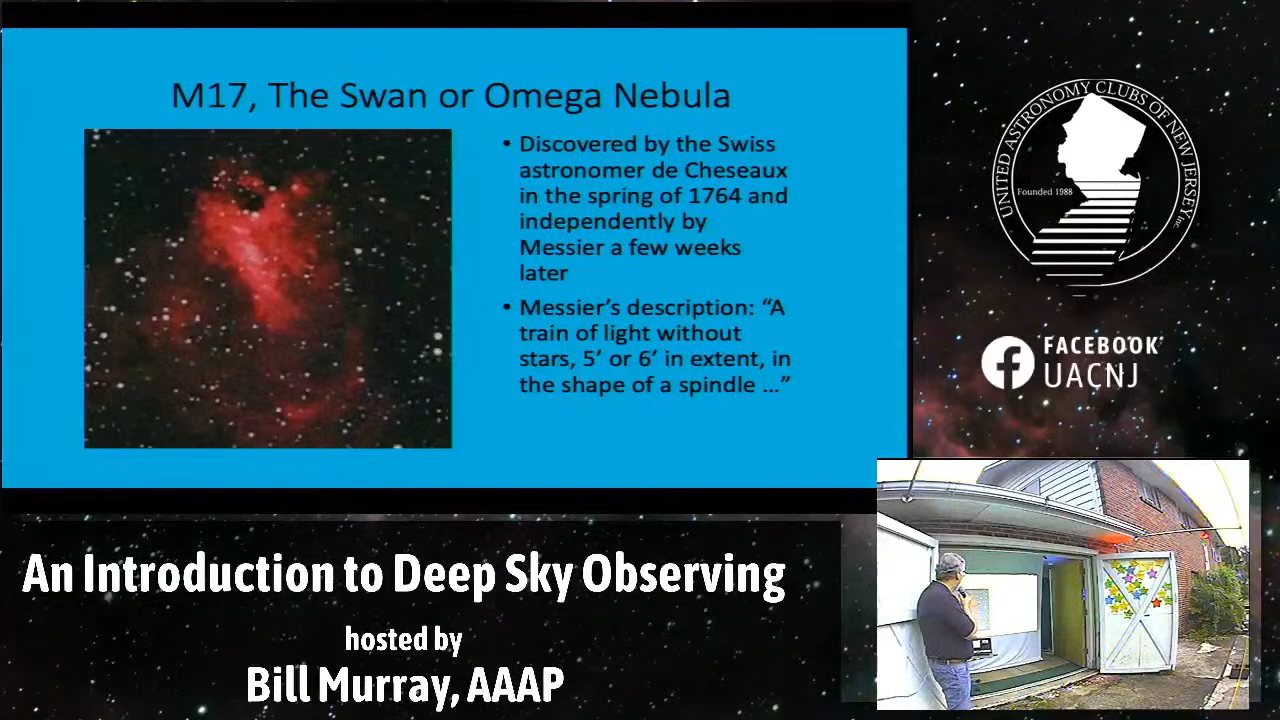 M17, The Swan or Omega Nebula
• Discovered by the Swiss
astronomer de Cheseaux
in the spring of 1764 and
independently by
Messier a few weeks
later
• Messier's description: “A
train of light without
stars, 5’ or 6’ in extent, in
the shape of a spindle ...”
UNITED ASTRONOMY CLUBS OF NEW JERSEY Inc.
Founded 1988
FACEBOOK
UACNJ
An Introduction to Deep Sky Observing
hosted by
Bill Murray, AAAP